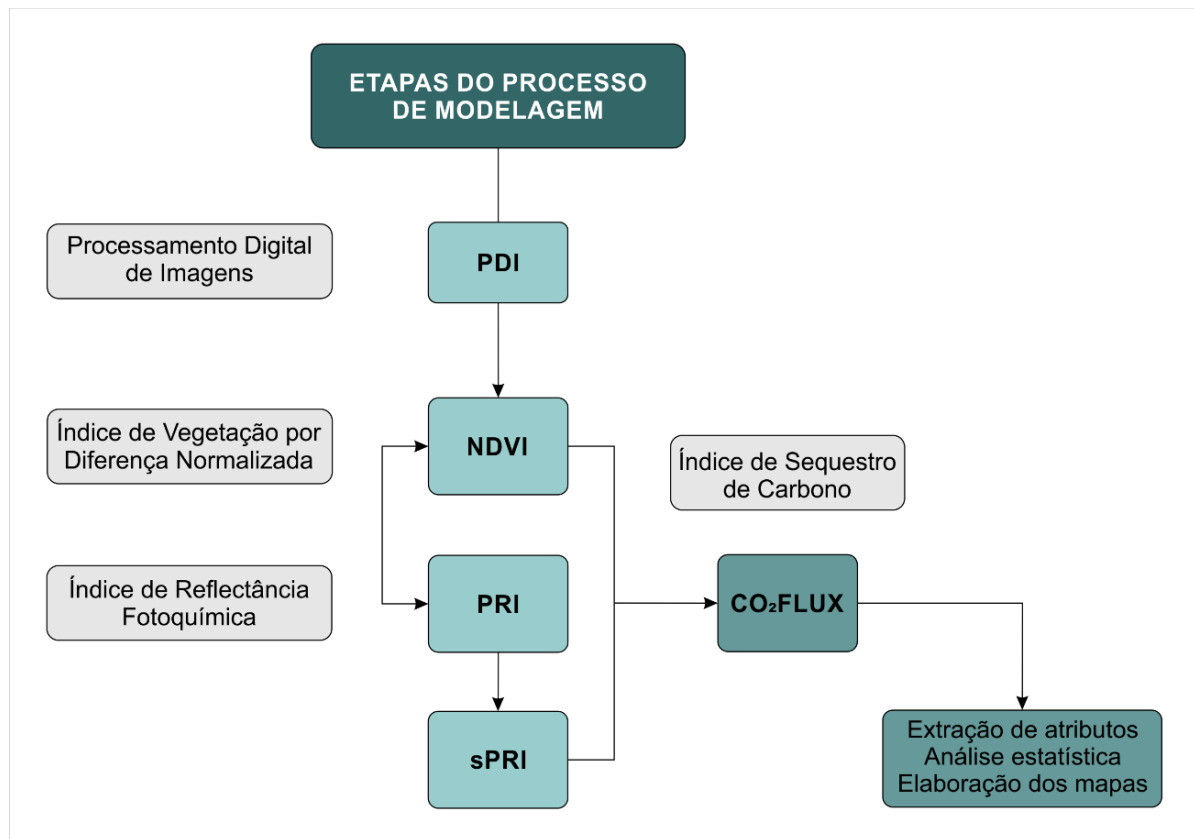 ETAPAS DO PROCESSO
DE MODELAGEM
Processamento Digital
de Imagens
PDI
Índice de Vegetação por
Diferença Normalizada
NDVI
Índice de Sequestro
de Carbono
Índice de Reflectância
Fotoquímica
PRI
CO₂FLUX
sPRI
Extração de atributos
Análise estatística
Elaboração dos mapas